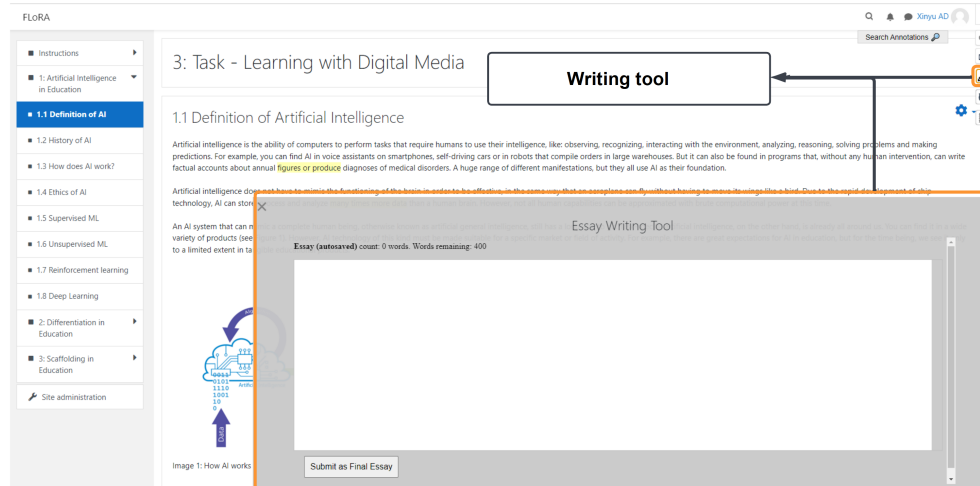 FLoRA
Xinyu AD
Search Annotations
Instructions
1: Artificial Intelligence
in Education
1.1 Definition of AI
1.2 History of AI
1.3 How does AI work?
1.4 Ethics of AI
1.5 Supervised ML
1.6 Unsupervised ML
1.7 Reinforcement learning
1.8 Deep Learning
2: Differentiation in
Education
3: Scaffolding in
Education
Site administration
3: Task - Learning with Digital Media
Writing tool
1.1 Definition of Artificial Intelligence
Artificial intelligence is the ability of computers to perform tasks that require humans to use their intelligence, like: observing, recognizing, interacting with the environment, analyzing, reasoning, solving problems and making
predictions. For example, you can find AI in voice assistants on smartphones, self-driving cars or in robots that compile orders in large warehouses. But it can also be found in programs that, without any human intervention, can write
factual accounts about annual figures or produce diagnoses of medical disorders. A huge range of different manifestations, but they all use AI as their foundation.
Artificial intelligence does not have to mimic the functioning of the brain in order to be effective, in the same way that an aeroplane can fly without having to move its wings like a bird. Due to the rapid development of chip
technology, AI can store
An AI system that can
variety of products (see
to a limited extent in
Essay Writing Tool
Essay (autosaved) count: 0 words. Words remaining: 400
0011
0101
1110
1001
10
0
Data
Image 1: How AI works
Submit as Final Essay